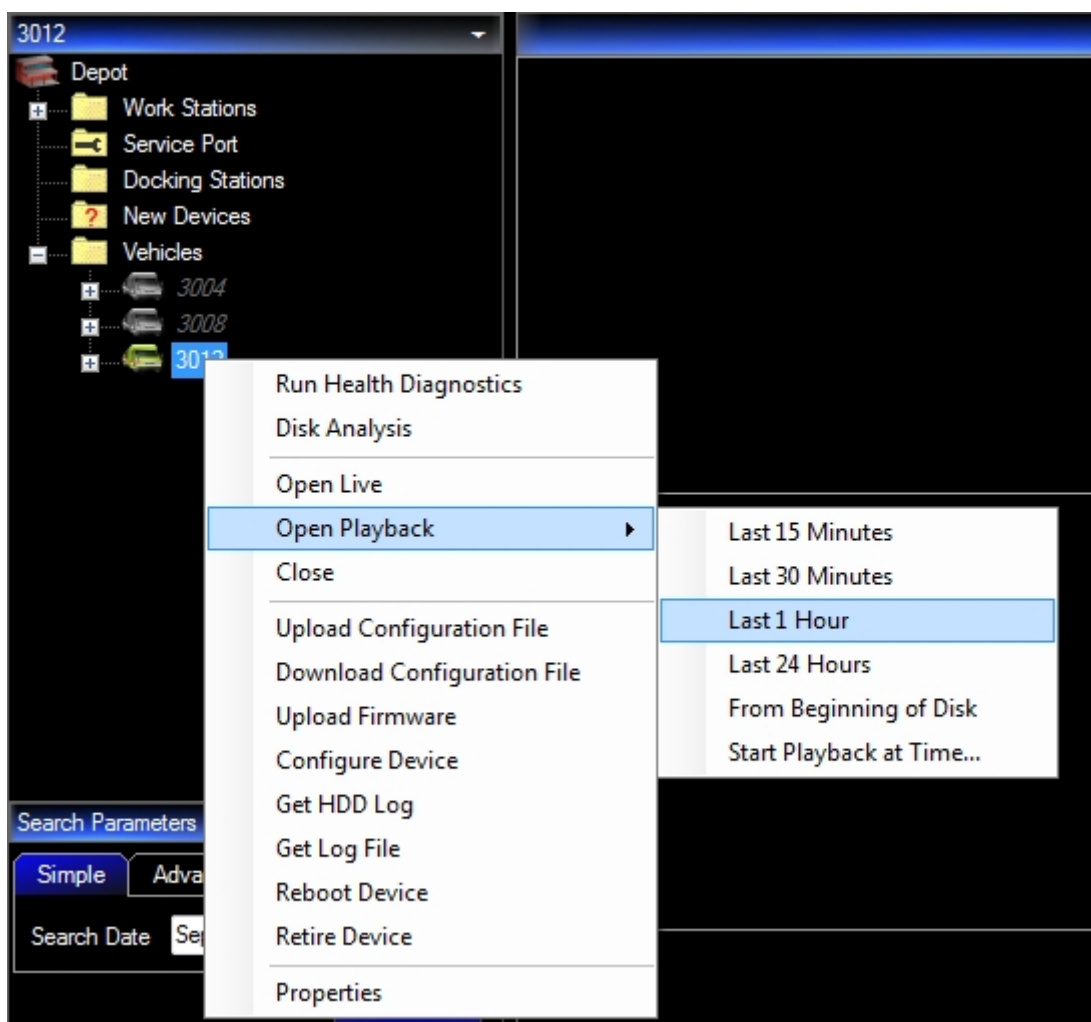 3012
Depot
Work Stations
Service Port
Docking Stations
? New Devices
Vehicles
3004
3008
3012
Run Health Diagnostics
Disk Analysis
Open Live
Open Playback
Close
Upload Configuration File
Download Configuration File
Upload Firmware
Configure Device
Get HDD Log
Get Log File
Reboot Device
Retire Device
Properties
Last 15 Minutes
Last 30 Minutes
Last 1 Hour
Last 24 Hours
From Beginning of Disk
Start Playback at Time...
Search Parameters
Simple Adva
Search Date Sep